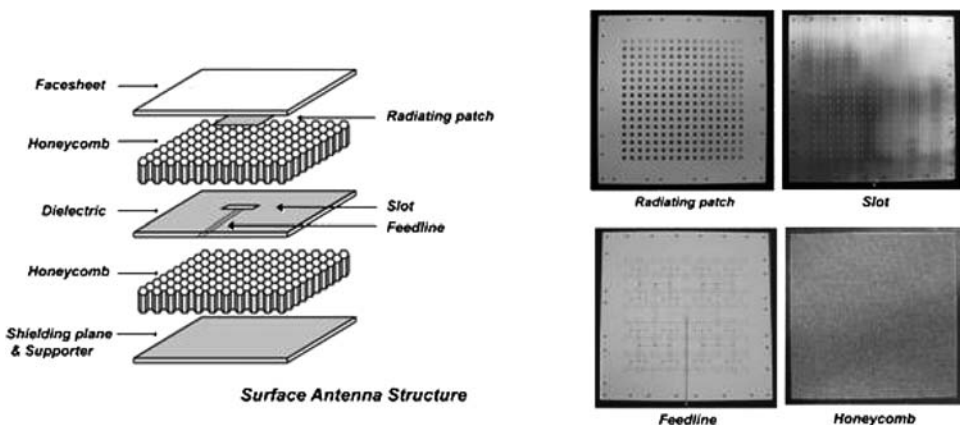 Facesheet
Radiating patch
Honeycomb
Dielectric
Slot
Feedline
Honeycomb
Shielding plane
& Supporter
Surface Antenna Structure
Radiating patch
Slot
Feedline
Honeycomb